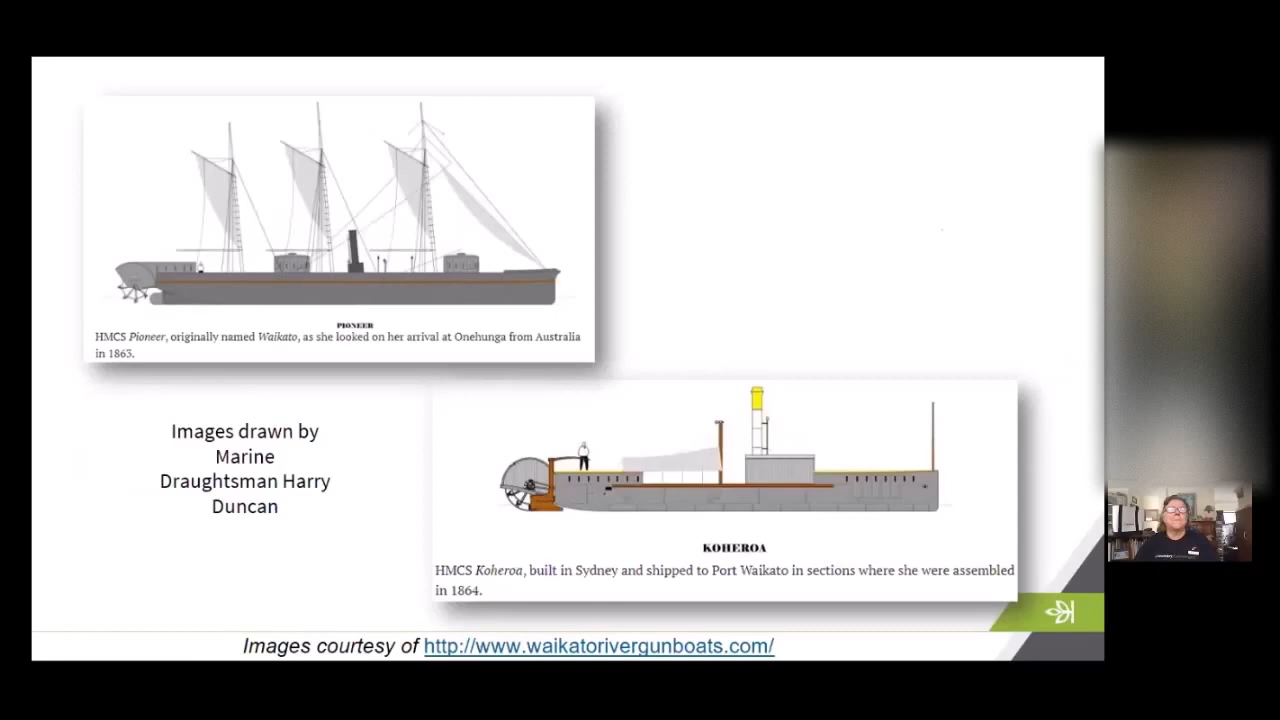 PIONEER
HMCS Pioneer, originally named Waikato, as she looked on her arrival at Onehunga from Australia
in 1863.
Images drawn by
Marine
Draughtsman Harry
Duncan
KOHEROA
HMCS Koheroa, built in Sydney and shipped to Port Waikato in sections where she were assembled
in 1864.
Images courtesy of http://www.waikatorivergunboats.com/